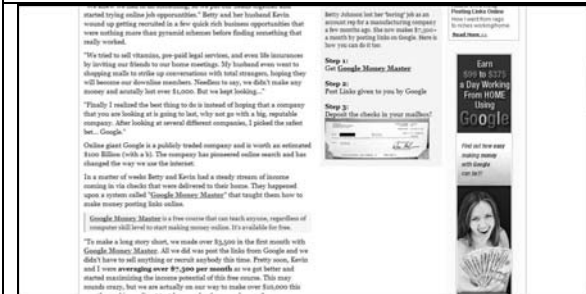 started trying online job opportunities." Betty and her husband Kevin
wound up getting recruited in a few quick rich business opportunities that
were nothing more than pyramid schemes before finding something that
really worked.
"We tried to sell vitamins, pre-paid legal services, and even life insurances
by inviting our friends to our home meetings. My husband even went to
shopping malls to strike up conversations with total strangers, hoping they
will become our downline members. Needless to say, we didn't make any
money and acutally lost over $1,000. But we kept looking..."
"Finally I realized the best thing to do is instead of hoping that a company
that you are looking at is going to last, why not go with a big, reputable
company. After looking at several different companies, I picked the safest
bet... Google."
Online giant Google is a publicly traded company and is worth an estimated
$100 Billion (with a b). The company has pioneered online search and has
changed the way we use the internet.
In a matter of weeks Betty and Kevin had a steady stream of income
coming in via checks that were delivered to their home. They happened
upon a system called "Google Money Master" that taught them how to
make money posting links online.
Google Money Master is a free course that can teach anyone, regardless of
computer skill level to start making money online. It's available for free.
"To make a long story short, we made over $3,500 in the first month with
Google Money Master. All we did was post the links from Google and we
didn't have to sell anything or recruit anybody this time. Pretty soon, Kevin
and I were averaging over $7,500 per month as we got better and
started maximizing the income potential of this free course. This may
sounds crazy, but we are actually on our way to make over $10,000 this
Betty Johnson lost her 'boring' job as an
account rep for a manufacturing company
a few months ago. She now makes $7,500+
a month by posting links on Google. Here is
how you can do it too:
Step 1:
Get Google Money Master
Step 2:
Post Links given to you by Google
Step 3:
Deposit the checks in your mailbox!
Posting Links Online
How I went from rags
to riches working@home
Read More >>
Earn
$99 to $375
a Day Working
From HOME
Using
Google
Find out how easy
making money
with Google
can be!!!